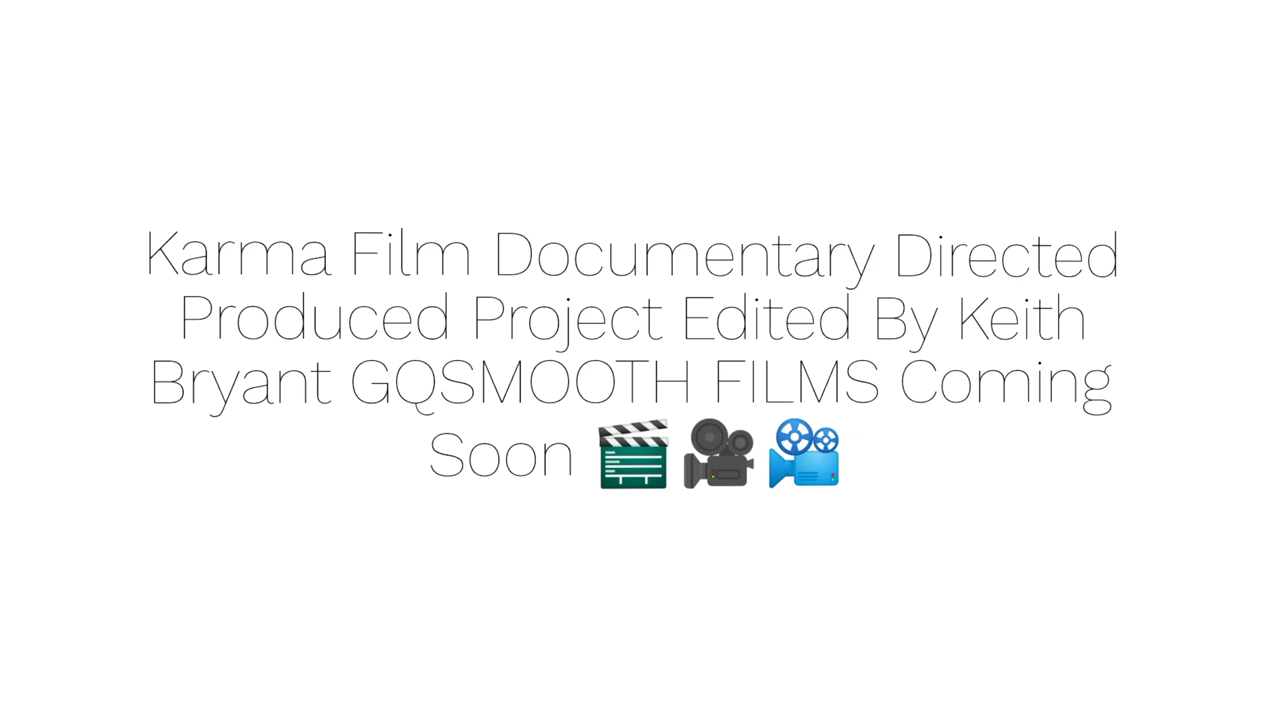 Karma Film Documentary Directed
Produced Project Edited By Keith
Bryant GQSMOOTH FILMS Coming
Soon 🎬🎥📽️